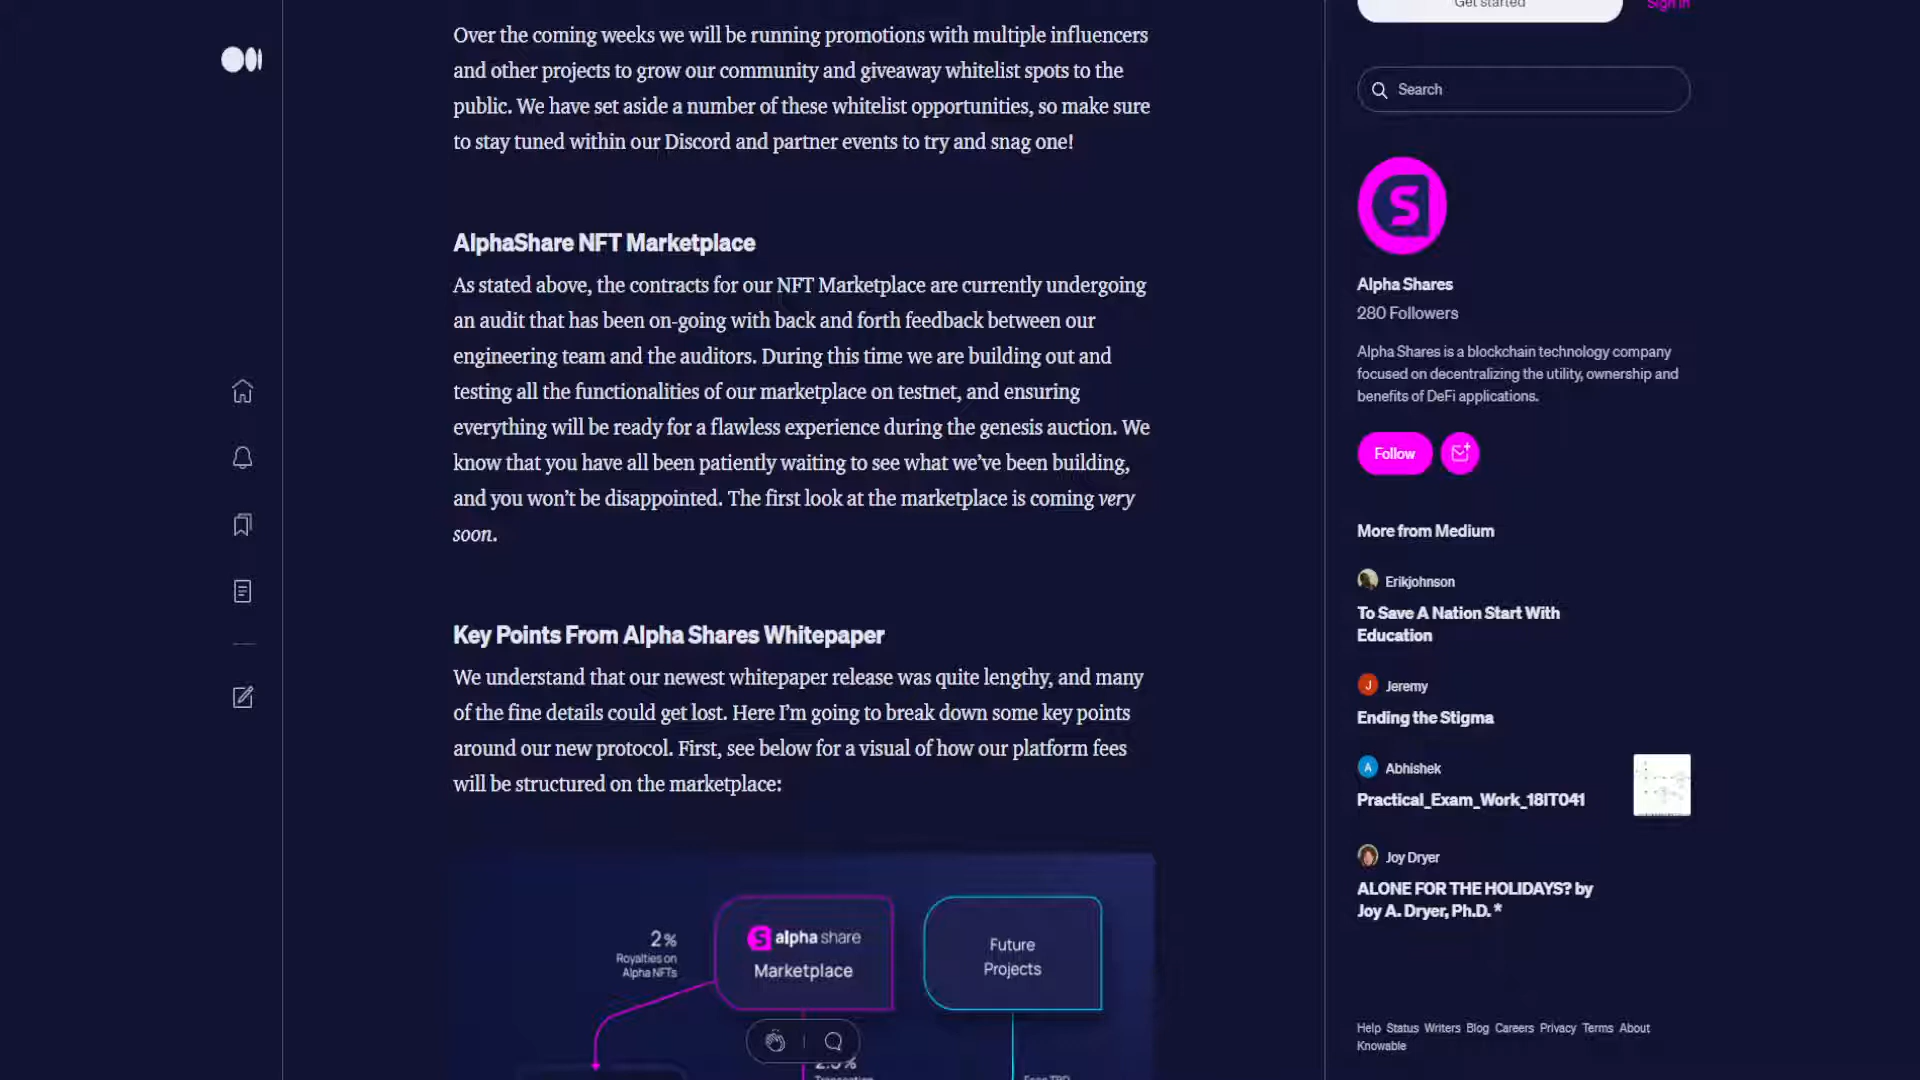 Over the coming weeks we will be running promotions with multiple influencers
and other projects to grow our community and giveaway whitelist spots to the
public. We have set aside a number of these whitelist opportunities, so make sure
to stay tuned within our Discord and partner events to try and snag one!
AlphaShare NFT Marketplace
As stated above, the contracts for our NFT Marketplace are currently undergoing
an audit that has been on-going with back and forth feedback between our
engineering team and the auditors. During this time we are building out and
testing all the functionalities of our marketplace on testnet, and ensuring
everything will be ready for a flawless experience during the genesis auction. We
know that you have all been patiently waiting to see what we’ve been building,
and you won’t be disappointed. The first look at the marketplace is coming very
soon.
Key Points From Alpha Shares Whitepaper
We understand that our newest whitepaper release was quite lengthy, and many
of the fine details could get lost. Here I’m going to break down some key points
around our new protocol. First, see below for a visual of how our platform fees
will be structured on the marketplace:
2%
Royalties on
Alpha NFTs
S alpha share
Marketplace
Future
Projects
Get started
Sign In
Search
S
Alpha Shares
280 Followers
Alpha Shares is a blockchain technology company
focused on decentralizing the utility, ownership and
benefits of DeFi applications.
Follow
More from Medium
Erikjohnson
To Save A Nation Start With
Education
J Jeremy
Ending the Stigma
A Abhishek
Practical_Exam_Work_18IT041
Joy Dryer
ALONE FOR THE HOLIDAYS? by
Joy A. Dryer, Ph.D. *
Help Status Writers Blog Careers Privacy Terms About
Knowable